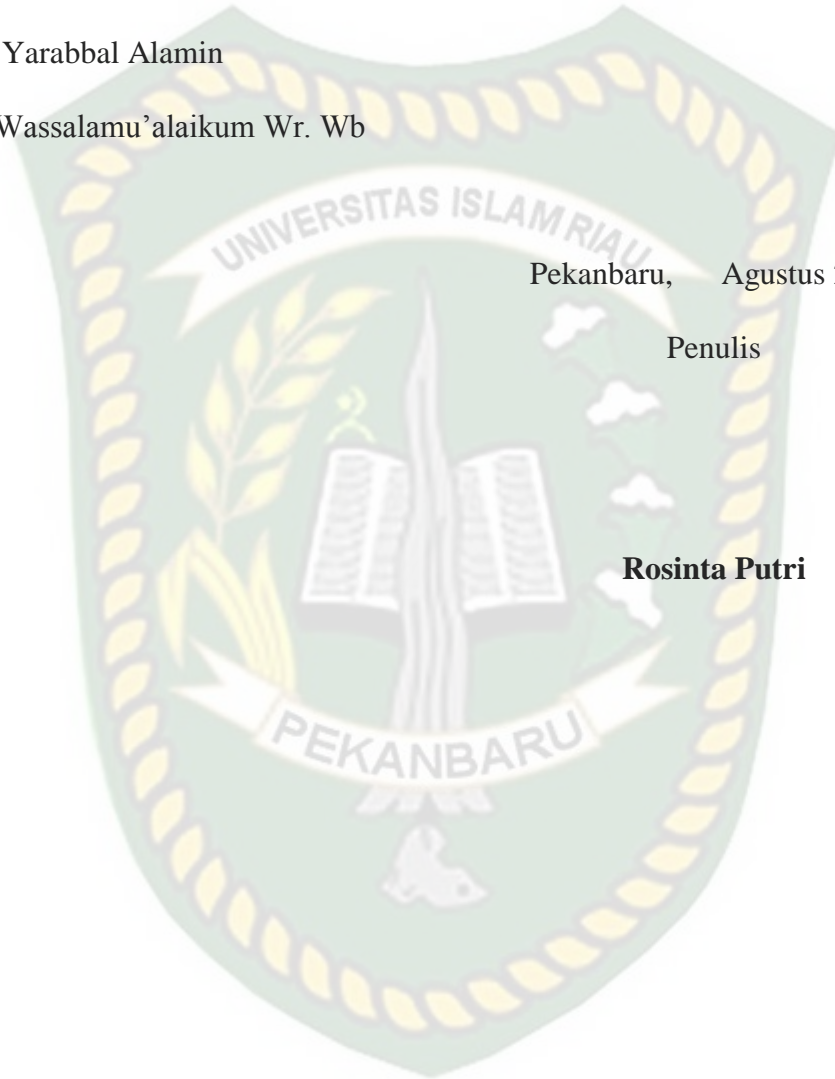 Yarabbal Alamin
Wassalamu’alaikum Wr. Wb
UNIVERSITAS ISLAM RIAU
Pekanbaru, Agustus
Penulis
Rosinta Putri
PEKANBARU